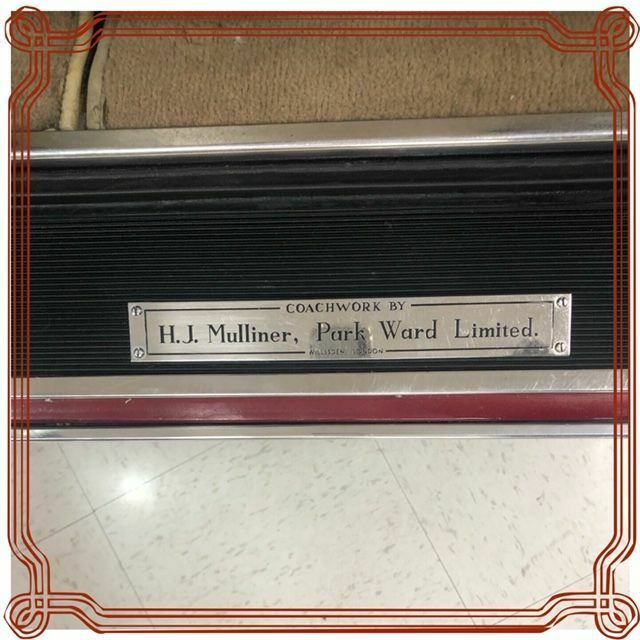 COACHWORK BY
H.J. Mulliner, Park Ward Limited.
WILLESDEN, LONDON